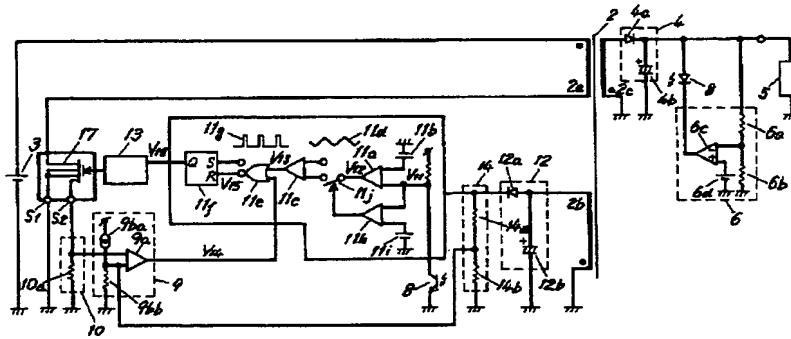 2
4a
4
2a
2c
4b
8
5
6a
6c
6d
6b
6
3
17
13
V18
11g
11d
11b
11a
V13
V12
V11
S
Q
R
V15
11f
11e
11c
11j
11h
11i
S1
S2
9ba
9a
V14
9bb
9
10a
10
8
14
14a
14b
12a
12
12b
2b